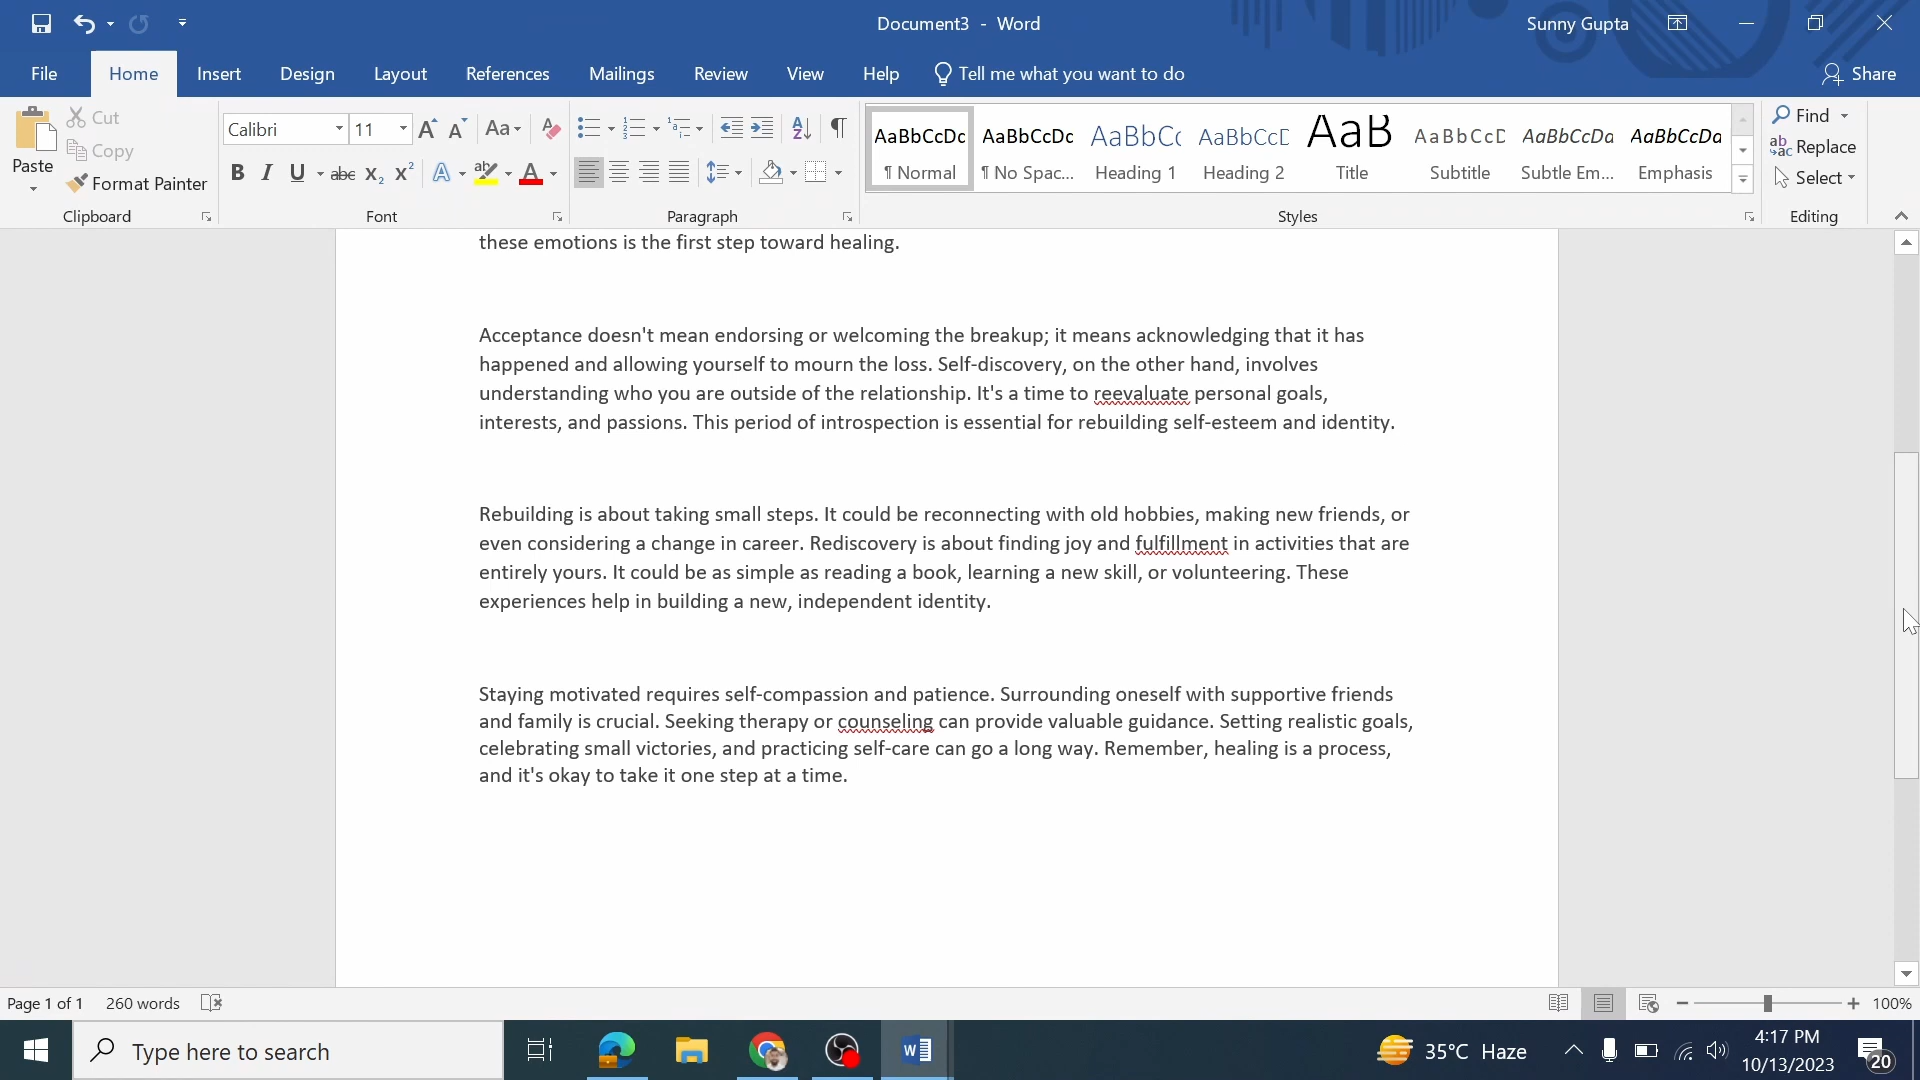 Document3 - Word
Sunny Gupta
File Home Insert Design Layout References Mailings Review View Help Tell me what you want to do Share
Paste Cut Copy Format Painter
Clipboard
Calibri 11 Aa
B I U abc X₂ X² A ab A
Font
Paragraph
AaBbCcDc AaBbCcDc AaBbCc AaBbCcD AaB AaBbCcD AaBbCcDa AaBbCcDa
¶ Normal ¶ No Spac... Heading 1 Heading 2 Title Subtitle Subtle Em... Emphasis
Styles
Find
Replace
Select
Editing
these emotions is the first step toward healing.
Acceptance doesn't mean endorsing or welcoming the breakup; it means acknowledging that it has
happened and allowing yourself to mourn the loss. Self-discovery, on the other hand, involves
understanding who you are outside of the relationship. It's a time to reevaluate personal goals,
interests, and passions. This period of introspection is essential for rebuilding self-esteem and identity.
Rebuilding is about taking small steps. It could be reconnecting with old hobbies, making new friends, or
even considering a change in career. Rediscovery is about finding joy and fulfillment in activities that are
entirely yours. It could be as simple as reading a book, learning a new skill, or volunteering. These
experiences help in building a new, independent identity.
Staying motivated requires self-compassion and patience. Surrounding oneself with supportive friends
and family is crucial. Seeking therapy or counseling can provide valuable guidance. Setting realistic goals,
celebrating small victories, and practicing self-care can go a long way. Remember, healing is a process,
and it's okay to take it one step at a time.
Page 1 of 1 260 words 100%
Type here to search
35°C Haze
4:17 PM
10/13/2023
20